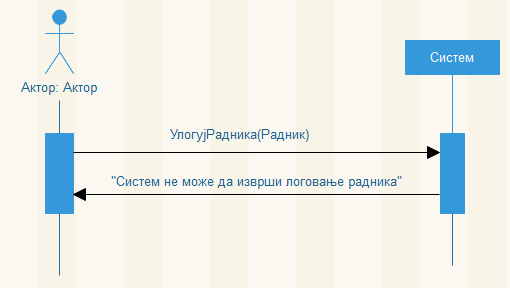 Актор: Актор
Систем
УлогујРадника(Радник)
"Систем не може да изврши логовање радника"